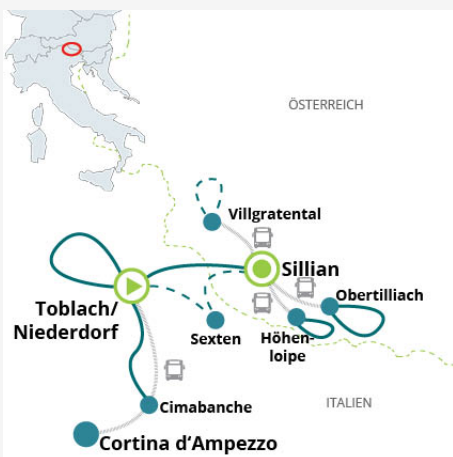 ÖSTERREICH
Villgratental
Sillian
Obertilliach
Toblach/
Niederdorf
Sexten
Höhen-
loipe
ITALIEN
Cimabanche
Cortina d‘Ampezzo